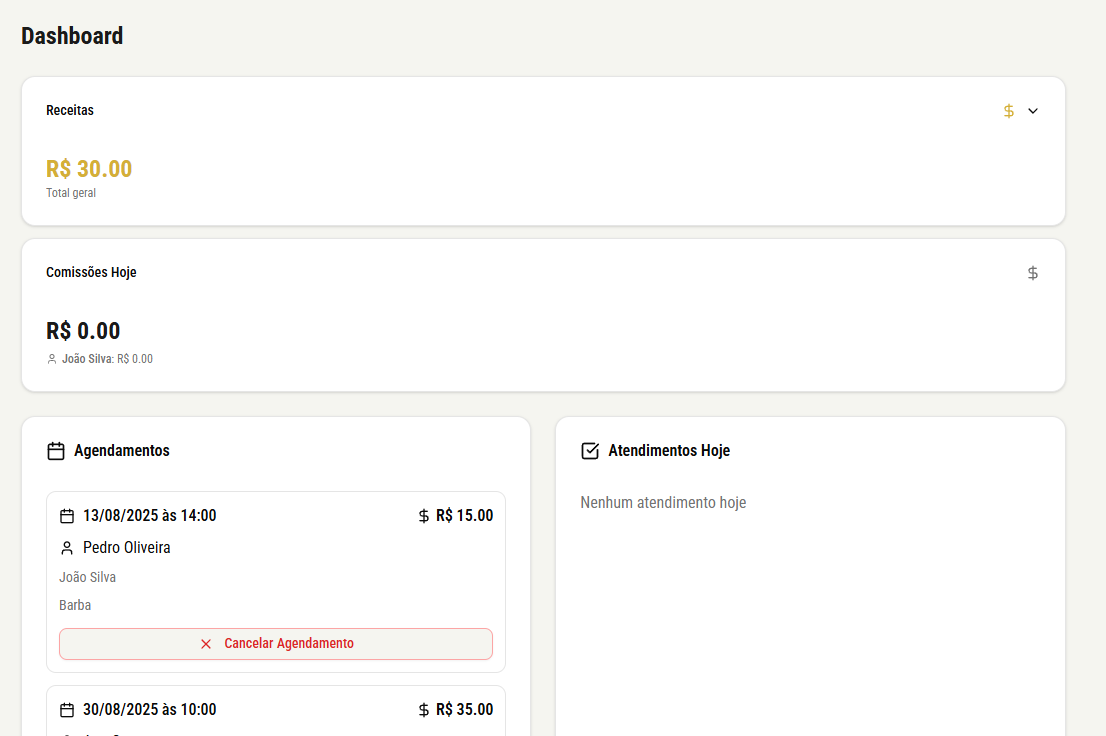 Dashboard
Receitas
$
R$ 30.00
Total geral
Comissões Hoje
$
R$ 0.00
João Silva: R$ 0.00
Agendamentos
13/08/2025 às 14:00 $ R$ 15.00
Pedro Oliveira
João Silva
Barba
Cancelar Agendamento
30/08/2025 às 10:00 $ R$ 35.00
Atendimentos Hoje
Nenhum atendimento hoje